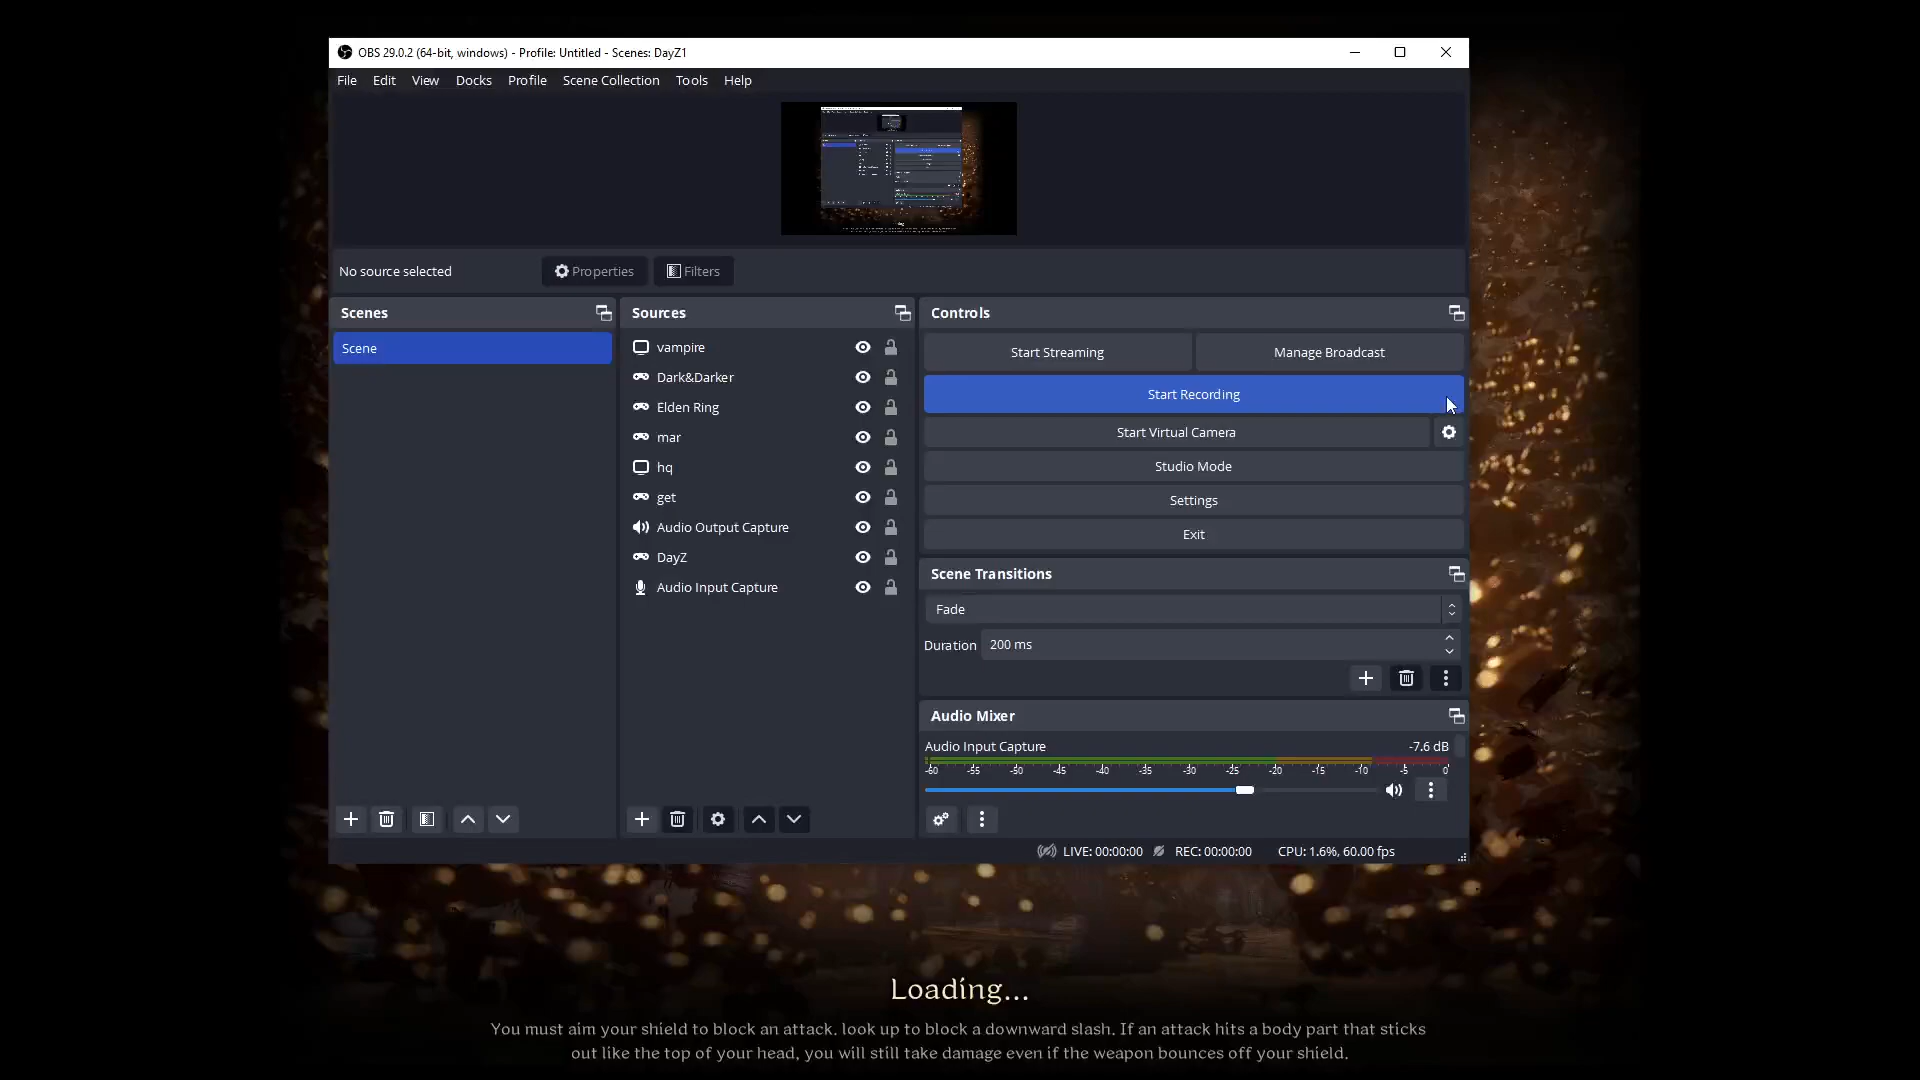 OBS 29.0.2 (64-bit, windows) - Profile: Untitled - Scenes: DayZ1
File Edit View Docks Profile Scene Collection Tools Help
No source selected Properties Filters
Scenes
Scene
Sources
vampire
Dark&Darker
Elden Ring
mar
hq
get
Audio Output Capture
DayZ
Audio Input Capture
Controls
Start Streaming Manage Broadcast
Start Recording
Start Virtual Camera
Studio Mode
Settings
Exit
Scene Transitions
Fade
Duration 200 ms
Audio Mixer
Audio Input Capture -7.6 dB
-60 -55 -50 -45 -40 -35 -30 -25 -20 -15 -10 -5 0
LIVE: 00:00:00 REC: 00:00:00 CPU: 1.6%, 60.00 fps
Loading...
You must aim your shield to block an attack. look up to block a downward slash. If an attack hits a body part that sticks
out like the top of your head, you will still take damage even if the weapon bounces off your shield.